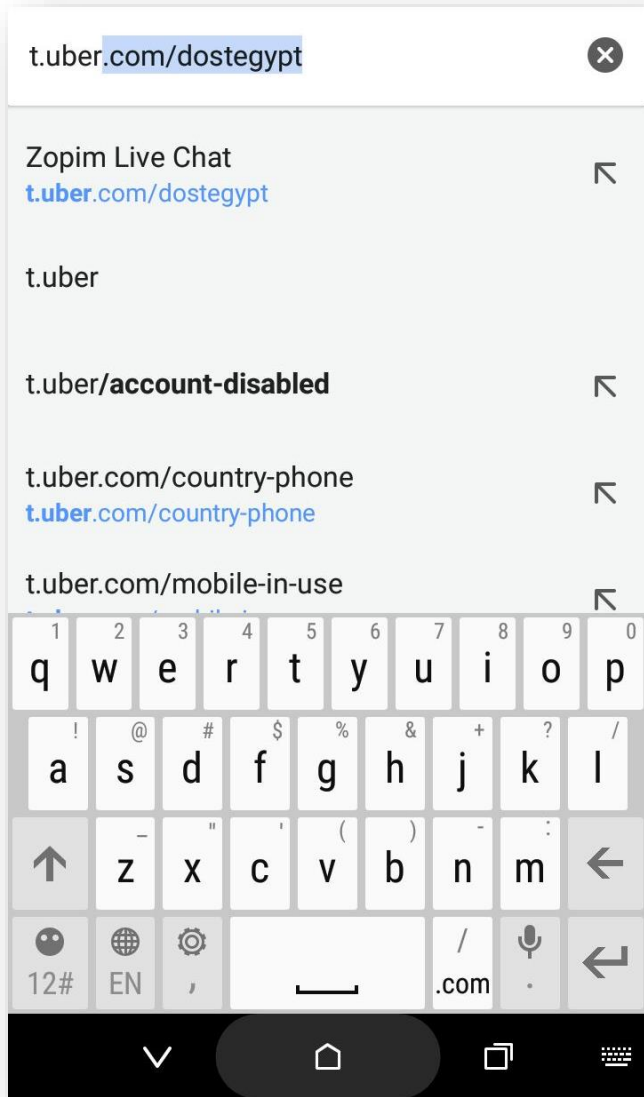 t.uber.com/dostegypt
Zopim Live Chat
t.uber.com/dostegypt
t.uber
t.uber/account-disabled
t.uber.com/country-phone
t.uber.com/country-phone
t.uber.com/mobile-in-use
1 2 3 4 5 6 7 8 9 0
q w e r t y u i o p
! @ # $ % & + ? /
a s d f g h j k l
_ " ' ( ) - :
z x c v b n m
/
12# EN , .com .